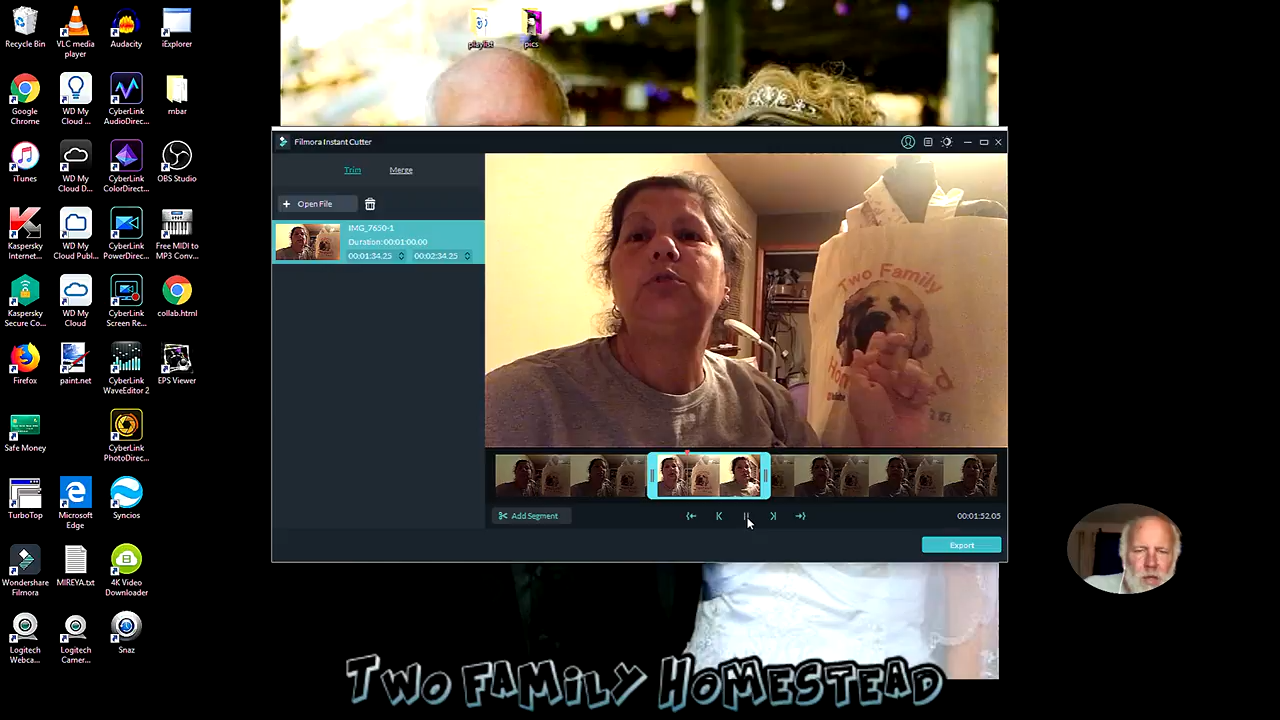 Recycle Bin
VLC media
player
Audacity
iExplorer
playlist
pics
Google
Chrome
WD My
Cloud ...
CyberLink
AudioDirec...
mbar
iTunes
WD My
Cloud D...
CyberLink
ColorDirect...
OBS Studio
Kaspersky
Internet...
WD My
Cloud Publ...
CyberLink
PowerDirect...
Free MIDI to
MP3 Conv...
Kaspersky
Secure Co...
WD My
Cloud
CyberLink
Screen Re...
collab.html
Firefox
paint.net
CyberLink
WaveEditor 2
EPS Viewer
Safe Money
CyberLink
PhotoDirec...
TurboTop
Microsoft
Edge
Syncios
Wondershare
Filmora
MIREYA.txt
4K Video
Downloader
Logitech
Webca...
Logitech
Camer...
Snaz
Filmora Instant Cutter
Trim
Merge
+ Open File
IMG_7650-1
Duration:00:01:00.00
00:01:34.25
00:02:34.25
Two Family
Add Segment
00:01:52.05
Export
Two Family Homestead